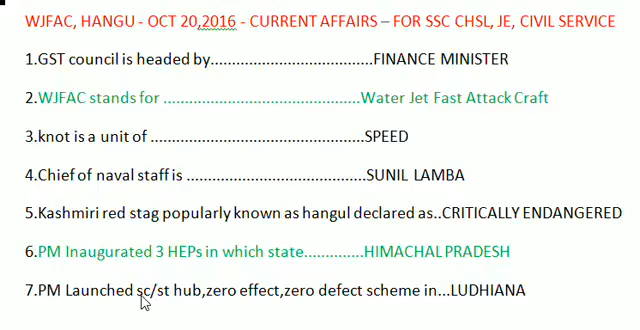 WJFAC, HANGU - OCT 20,2016 - CURRENT AFFAIRS – FOR SSC CHSL, JE, CIVIL SERVICE
1.GST council is headed by......................................FINANCE MINISTER
2.WJFAC stands for .............................................Water Jet Fast Attack Craft
3.knot is a unit of .................................................SPEED
4.Chief of naval staff is .........................................SUNIL LAMBA
5.Kashmiri red stag popularly known as hangul declared as..CRITICALLY ENDANGERED
6.PM Inaugurated 3 HEPs in which state..............HIMACHAL PRADESH
7.PM Launched sc/st hub,zero effect,zero defect scheme in...LUDHIANA